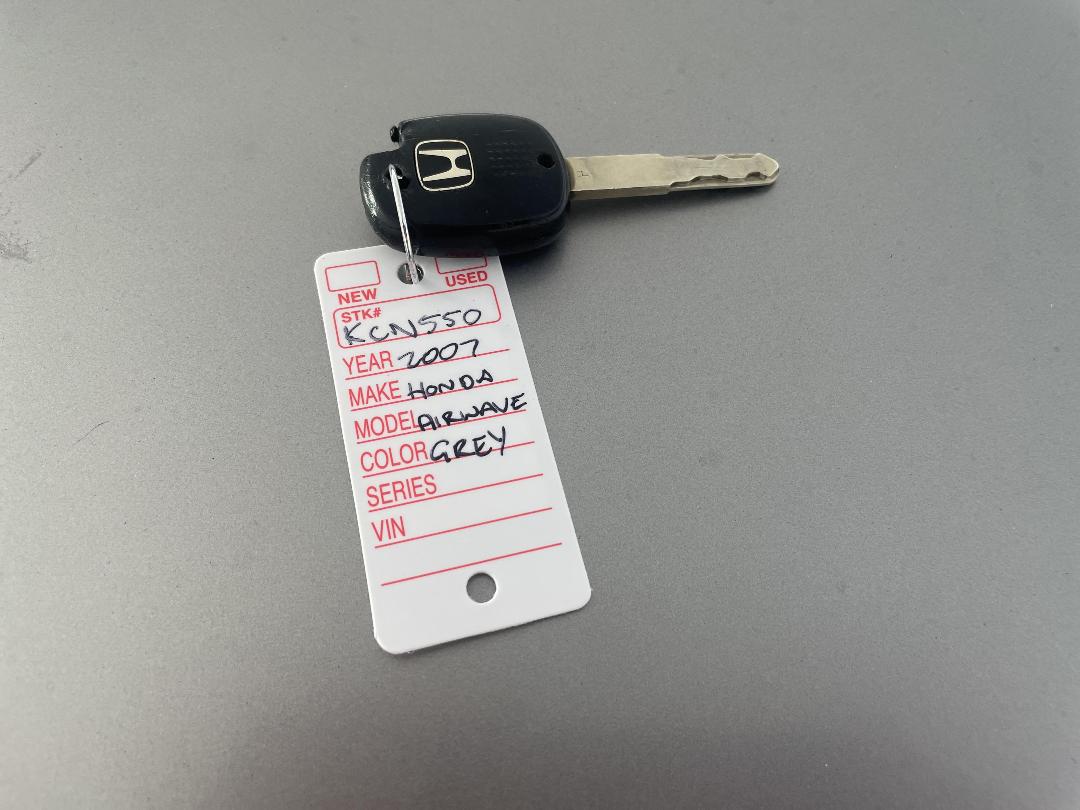 NEW USED
STK#
KCN550
YEAR 2007
MAKE HONDA
MODEL AIRWAVE
COLOR GREY
SERIES
VIN